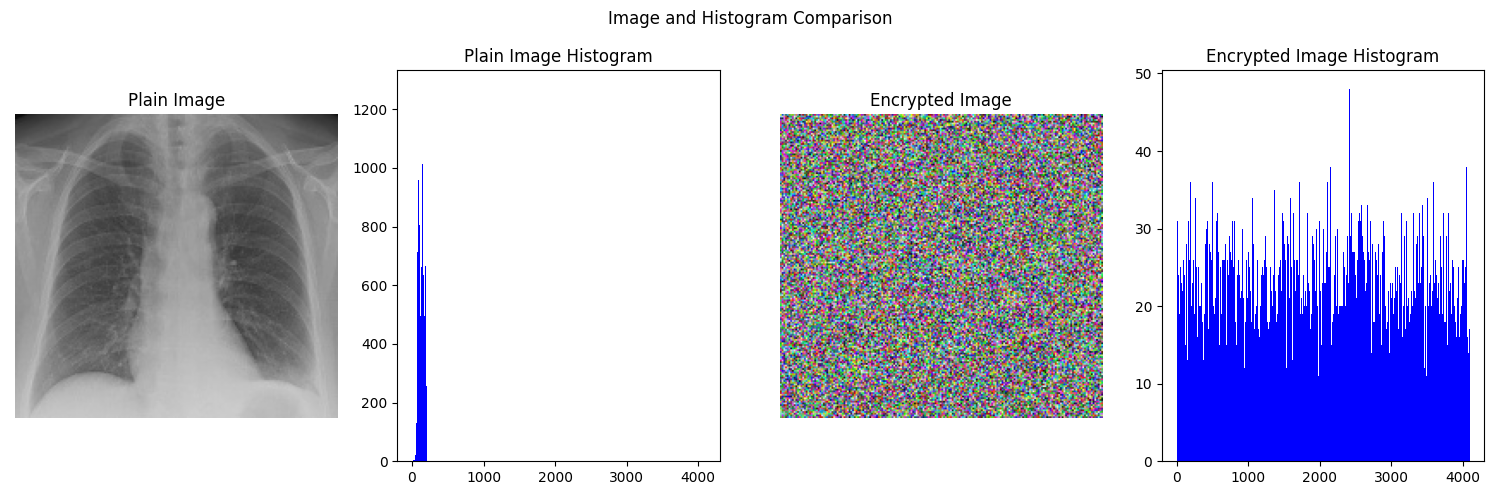 Image and Histogram Comparison
Plain Image
Plain Image Histogram
1200
1000
800
600
400
200
0
0 1000 2000 3000 4000
Encrypted Image
Encrypted Image Histogram
50
40
30
20
10
0
0 1000 2000 3000 4000